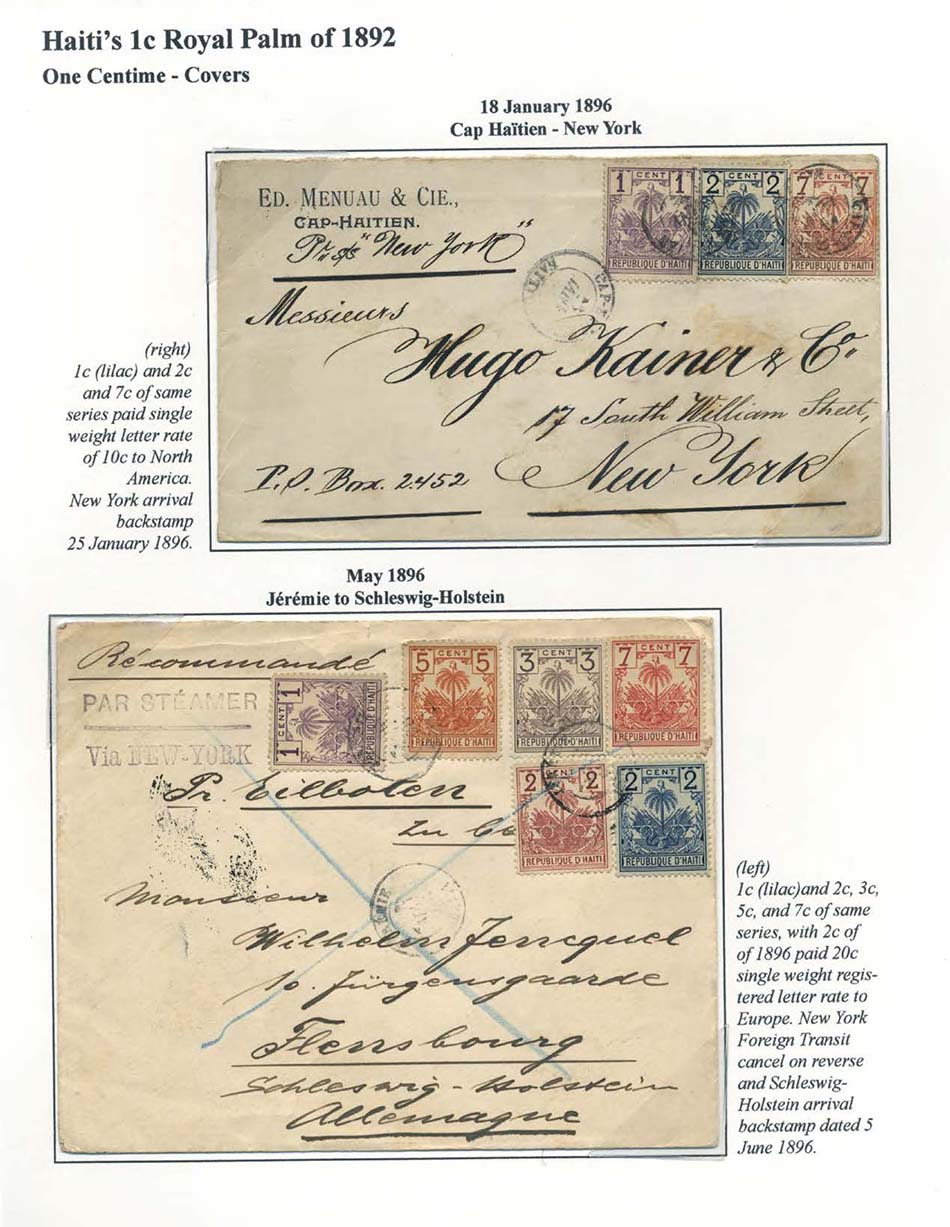 Haiti's 1c Royal Palm of 1892
One Centime - Covers
18 January 1896
Cap Haïtien - New York
ED. MENUAU & CIE.,
CAP-HAITIEN.
Pr s/s "New York"
1 CENT 1
REPUBLIQUE D'HAITI
2 CENT 2
REPUBLIQUE D'HAITI
7 CENT 7
REPUBLIQUE D'HAITI
HAITI
CAP-
Messieurs
Hugo Kainer & Co.
17 South William Street,
New York
P.O. Box. 2452
(right)
1c (lilac) and 2c
and 7c of same
series paid single
weight letter rate
of 10c to North
America.
New York arrival
backstamp
25 January 1896.
May 1896
Jérémie to Schleswig-Holstein
Récommandé
PAR STÉAMER
Via NEW-YORK
1 CENT 1
REPUBLIQUE D'HAITI
5 CENT 5
REPUBLIQUE D'HAITI
3 CENT 3
REPUBLIQUE D'HAITI
7 CENT 7
REPUBLIQUE D'HAITI
2 CENT 2
REPUBLIQUE D'HAITI
2 CENT 2
REPUBLIQUE D'HAITI
Pr. Eilboten
Monsieur
Wilhelm Jencquel
10. Jürgensgaarde
Flensbourg
Schleswig-Holstein
Allemagne
(left)
1c (lilac)and 2c, 3c,
5c, and 7c of same
series, with 2c of
of 1896 paid 20c
single weight regis-
tered letter rate to
Europe. New York
Foreign Transit
cancel on reverse
and Schleswig-
Holstein arrival
backstamp dated 5
June 1896.